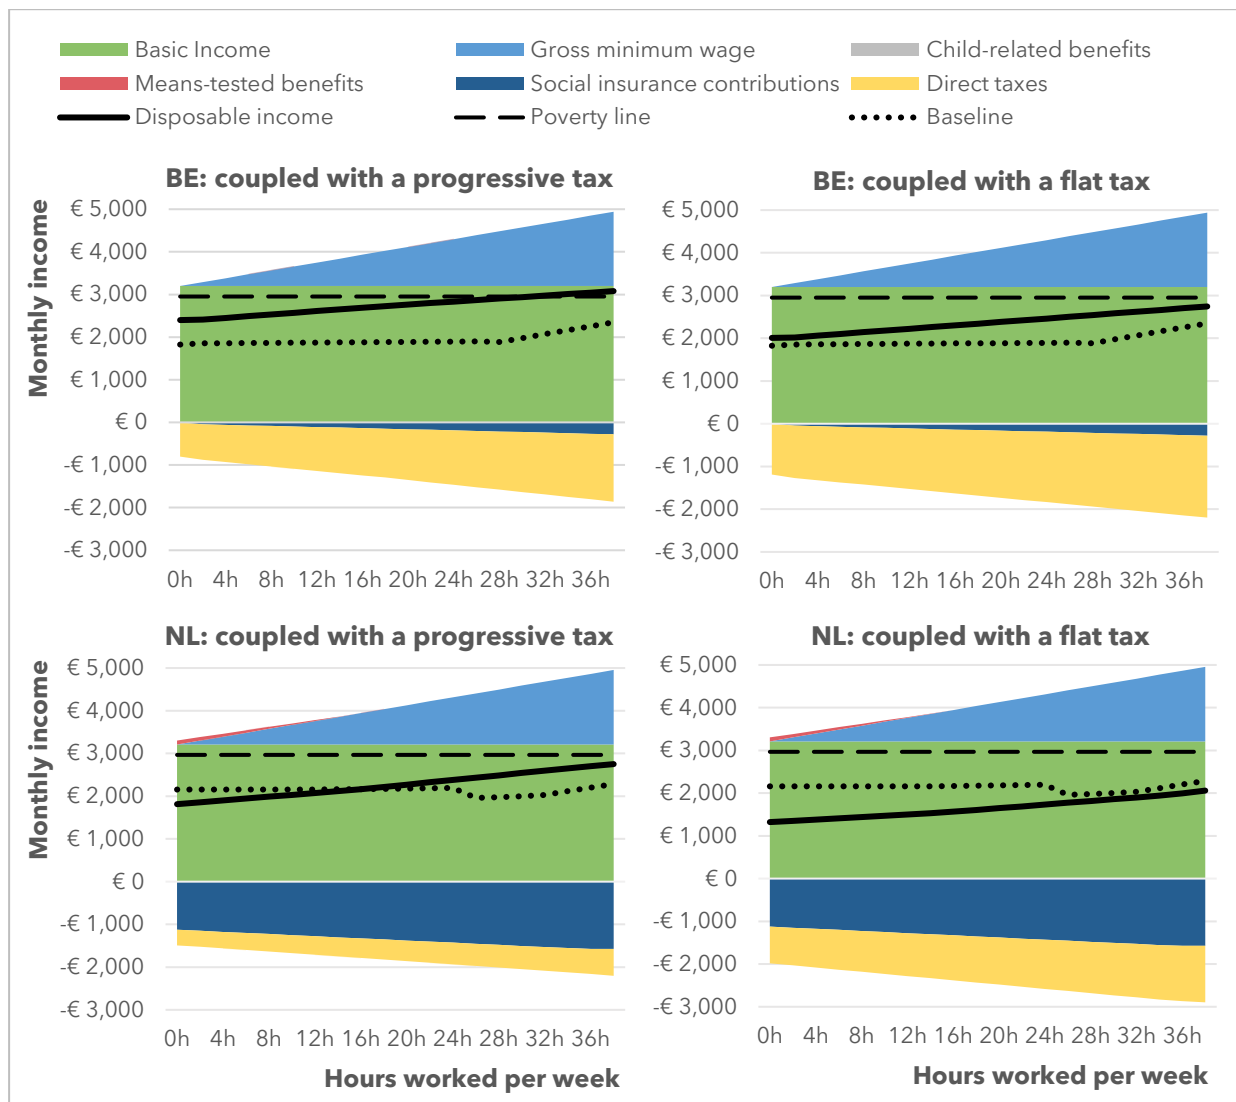 Basic Income
Gross minimum wage
Child-related benefits
Means-tested benefits
Social insurance contributions
Direct taxes
Disposable income
Poverty line
Baseline
BE: coupled with a progressive tax
Monthly income
€ 5,000
€ 4,000
€ 3,000
€ 2,000
€ 1,000
€ 0
-€ 1,000
-€ 2,000
-€ 3,000
0h 4h 8h 12h 16h 20h 24h 28h 32h 36h
BE: coupled with a flat tax
€ 5,000
€ 4,000
€ 3,000
€ 2,000
€ 1,000
€ 0
-€ 1,000
-€ 2,000
-€ 3,000
0h 4h 8h 12h 16h 20h 24h 28h 32h 36h
NL: coupled with a progressive tax
Monthly income
€ 5,000
€ 4,000
€ 3,000
€ 2,000
€ 1,000
€ 0
-€ 1,000
-€ 2,000
-€ 3,000
0h 4h 8h 12h 16h 20h 24h 28h 32h 36h
Hours worked per week
NL: coupled with a flat tax
€ 5,000
€ 4,000
€ 3,000
€ 2,000
€ 1,000
€ 0
-€ 1,000
-€ 2,000
-€ 3,000
0h 4h 8h 12h 16h 20h 24h 28h 32h 36h
Hours worked per week